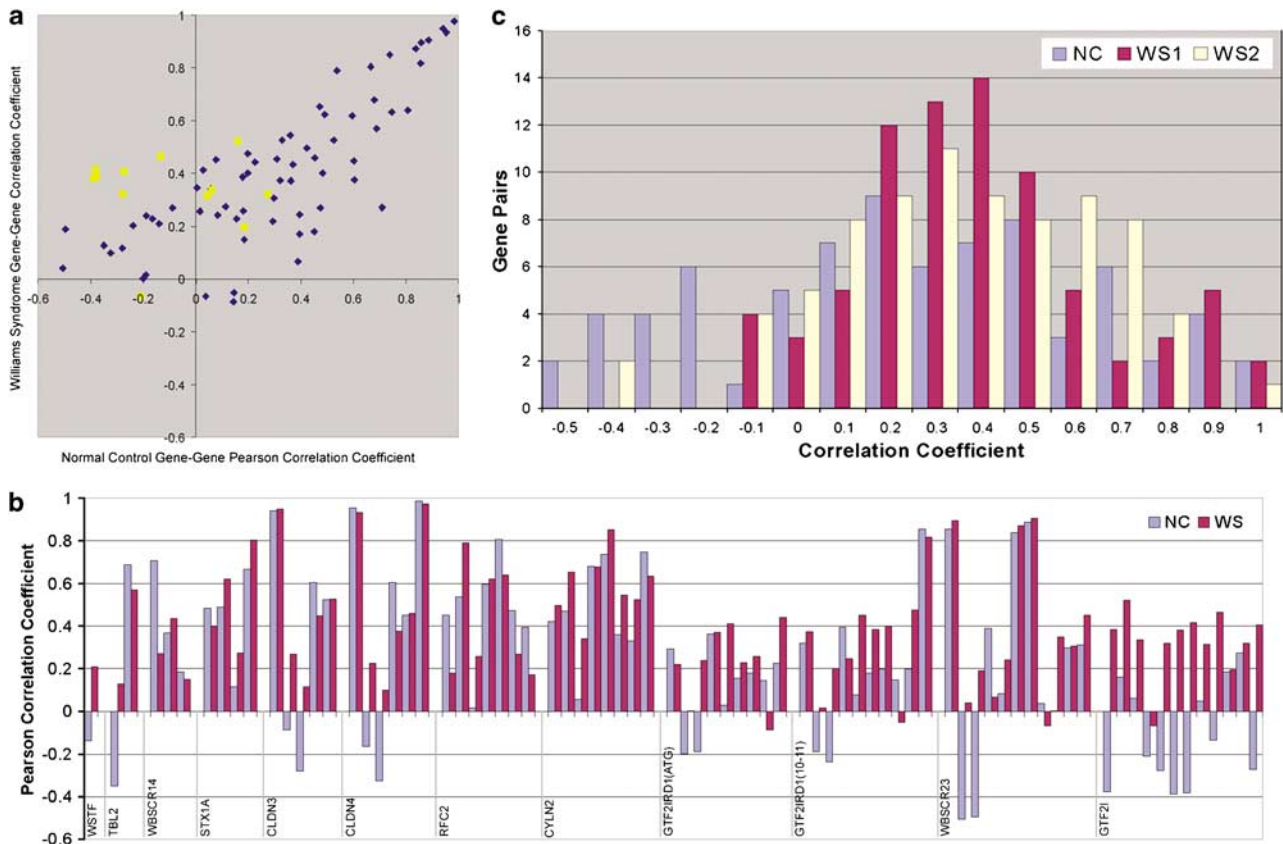 a
Williams Syndrome Gene-Gene Correlation Coefficient
1
0.8
0.6
0.4
0.2
0
-0.6 -0.4 -0.2 0 0.2 0.4 0.6 0.8 1
-0.2
-0.4
-0.6
Normal Control Gene-Gene Pearson Correlation Coefficient
c
Gene Pairs
16
14
12
10
8
6
4
2
0
NC WS1 WS2
-0.5 -0.4 -0.3 -0.2 -0.1 0 0.1 0.2 0.3 0.4 0.5 0.6 0.7 0.8 0.9 1
Correlation Coefficient
b
Pearson Correlation Coefficient
1
0.8
0.6
0.4
0.2
0
-0.2
-0.4
-0.6
NC WS
WSTF
TBL2
WBSCR14
STX1A
CLDN3
CLDN4
RFC2
CYLN2
GTF2IRD1(ATG)
GTF2IRD1(10-11)
WBSCR23
GTF2I